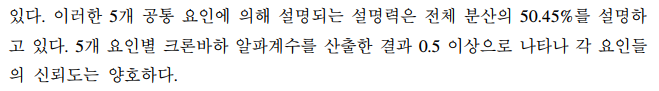 있다. 이러한 5개 공통 요인에 의해 설명되는 설명력은 전체 분산의 50.45%를 설명하
고 있다. 5개 요인별 크론바하 알파계수를 산출한 결과 0.5 이상으로 나타나 각 요인들
의 신뢰도는 양호하다.